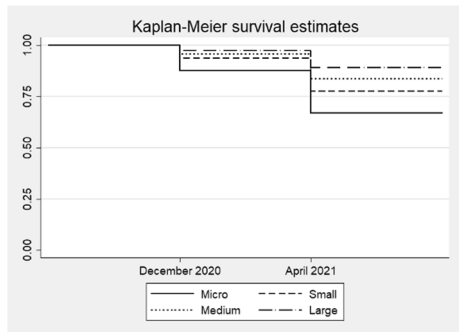 Kaplan-Meier survival estimates
1.00
0.75
0.50
0.25
0.00
December 2020 April 2021
Micro Small
Medium Large